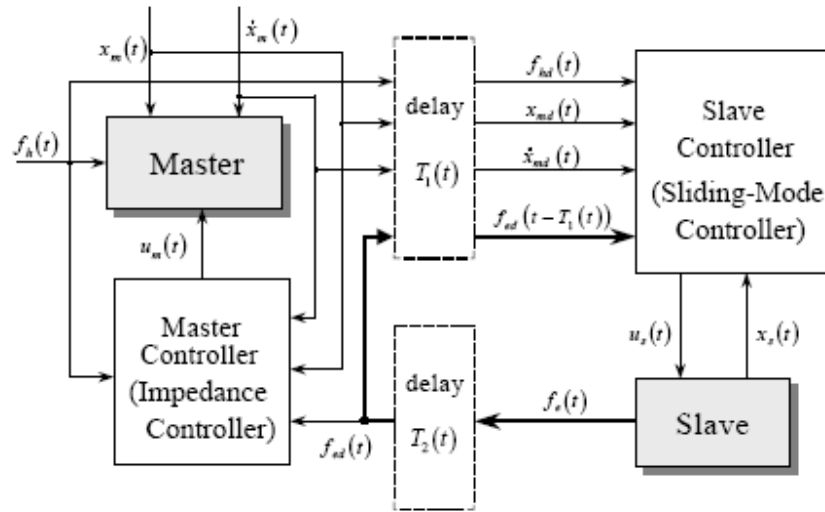 x_m(t)
ẋ_m(t)
f_h(t)
Master
u_m(t)
Master
Controller
(Impedance
Controller)
delay
T_1(t)
f_hd(t)
x_md(t)
ẋ_md(t)
f_ed(t−T_1(t))
Slave
Controller
(Sliding-Mode
Controller)
u_s(t)
x_s(t)
delay
T_2(t)
f_e(t)
f_ed(t)
Slave